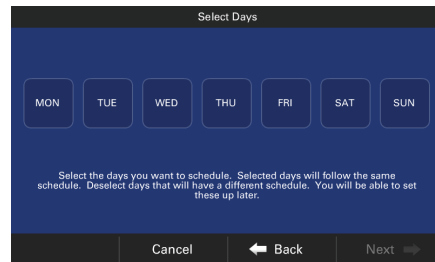 Select Days
MON TUE WED THU FRI SAT SUN
Select the days you want to schedule. Selected days will follow the same
schedule. Deselect days that will have a different schedule. You will be able to set
these up later.
Cancel Back Next